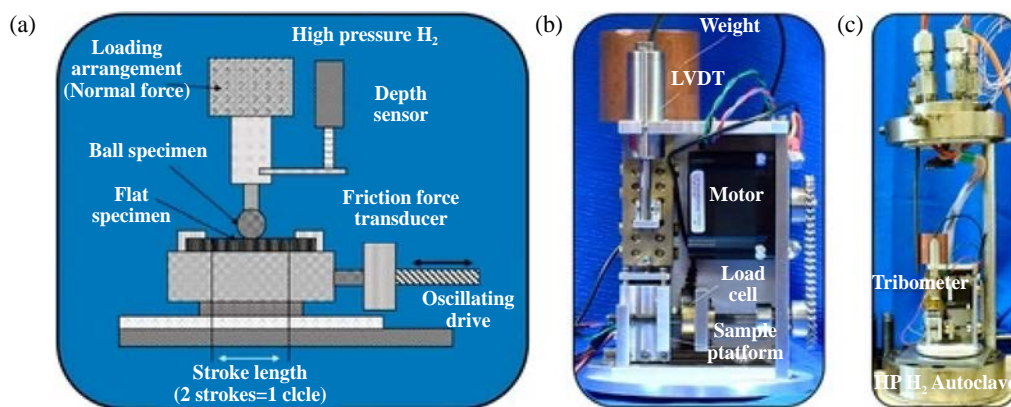 (a)
High pressure H₂
Loading
arrangement
(Normal force)
Depth
sensor
Ball specimen
Flat
specimen
Friction force
transducer
Oscillating
drive
Stroke length
(2 strokes=1 clcle)
(b)
Weight
LVDT
Motor
Load
cell
Sample
ptatform
(c)
Tribometer
HP H₂ Autoclave